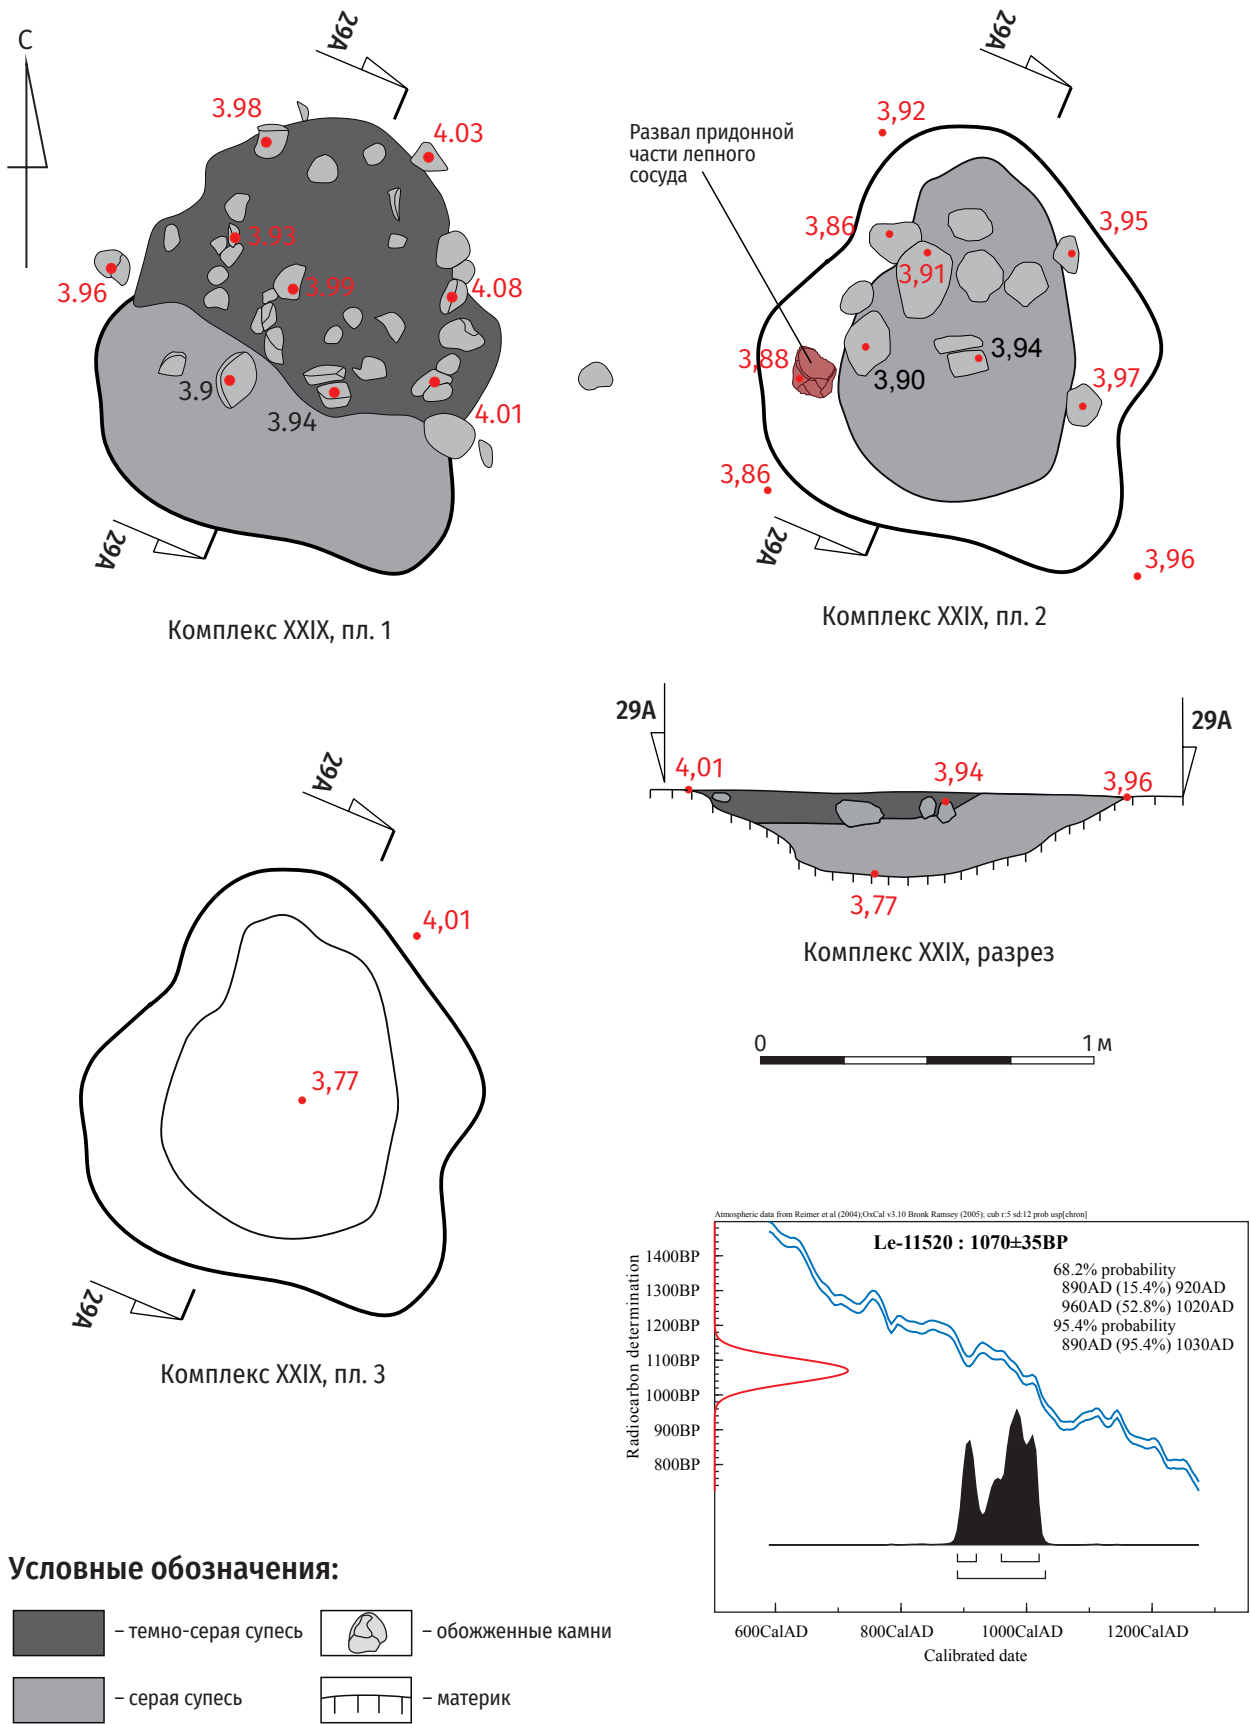 С
29А
3.98
4.03
3.93
3.96
3.99
4.08
3.9
3.94
4.01
29А
Комплекс XXIX, пл. 1
29А
3,92
Развал придонной
части лепного
сосуда
3,86
3,95
3,91
3,88
3,94
3,90
3,97
3,86
29А
3,96
Комплекс XXIX, пл. 2
29А
29А
4,01
3,94
3,96
3,77
Комплекс XXIX, разрез
0 1 м
29А
4,01
3,77
29А
Комплекс XXIX, пл. 3
Atmospheric data from Reimer et al (2004);OxCal v3.10 Bronk Ramsey (2005); cub r:5 sd:12 prob usp[chron]
Le-11520 : 1070±35BP
68.2% probability
890AD (15.4%) 920AD
960AD (52.8%) 1020AD
95.4% probability
890AD (95.4%) 1030AD
Radiocarbon determination
1400BP
1300BP
1200BP
1100BP
1000BP
900BP
800BP
600CalAD 800CalAD 1000CalAD 1200CalAD
Calibrated date
Условные обозначения:
– темно-серая супесь
– обожженные камни
– серая супесь
– материк